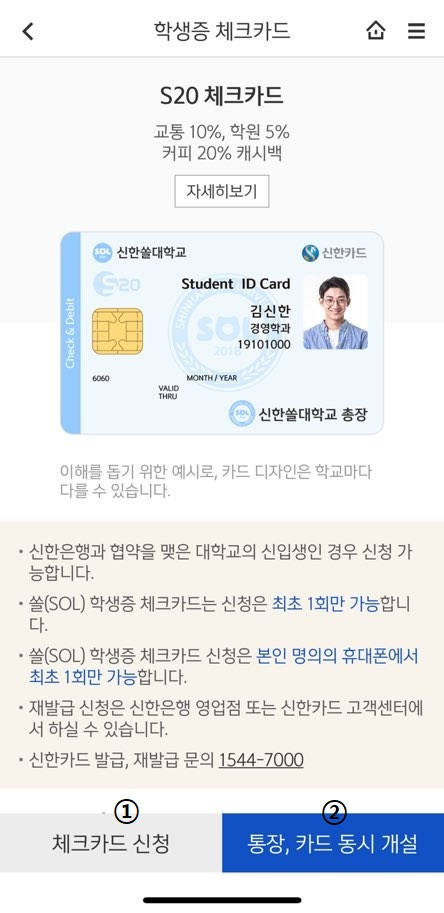 학생증 체크카드
S20 체크카드
교통 10%, 학원 5%
커피 20% 캐시백
자세히보기
SOL 신한쏠대학교
신한카드
S20
Student ID Card
김신한
경영학과
19101000
Check & Debit
SOL
2018
6060
MONTH / YEAR
VALID
THRU
신한쏠대학교 총장
이해를 돕기 위한 예시로, 카드 디자인은 학교마다
다를 수 있습니다.
• 신한은행과 협약을 맺은 대학교의 신입생인 경우 신청 가
능합니다.
• 쏠(SOL) 학생증 체크카드는 신청은 최초 1회만 가능합니
다.
• 쏠(SOL) 학생증 체크카드 신청은 본인 명의의 휴대폰에서
최초 1회만 가능합니다.
• 재발급 신청은 신한은행 영업점 또는 신한카드 고객센터에
서 하실 수 있습니다.
• 신한카드 발급, 재발급 문의 1544-7000
① ②
체크카드 신청
통장, 카드 동시 개설